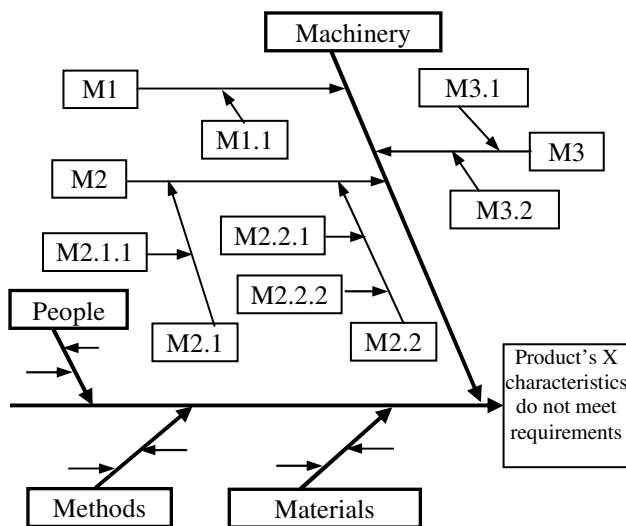 Machinery
M1
M3.1
M1.1
M3
M2
M3.2
M2.2.1
M2.1.1
M2.2.2
People
M2.1
M2.2
Product's X
characteristics
do not meet
requirements
Methods
Materials